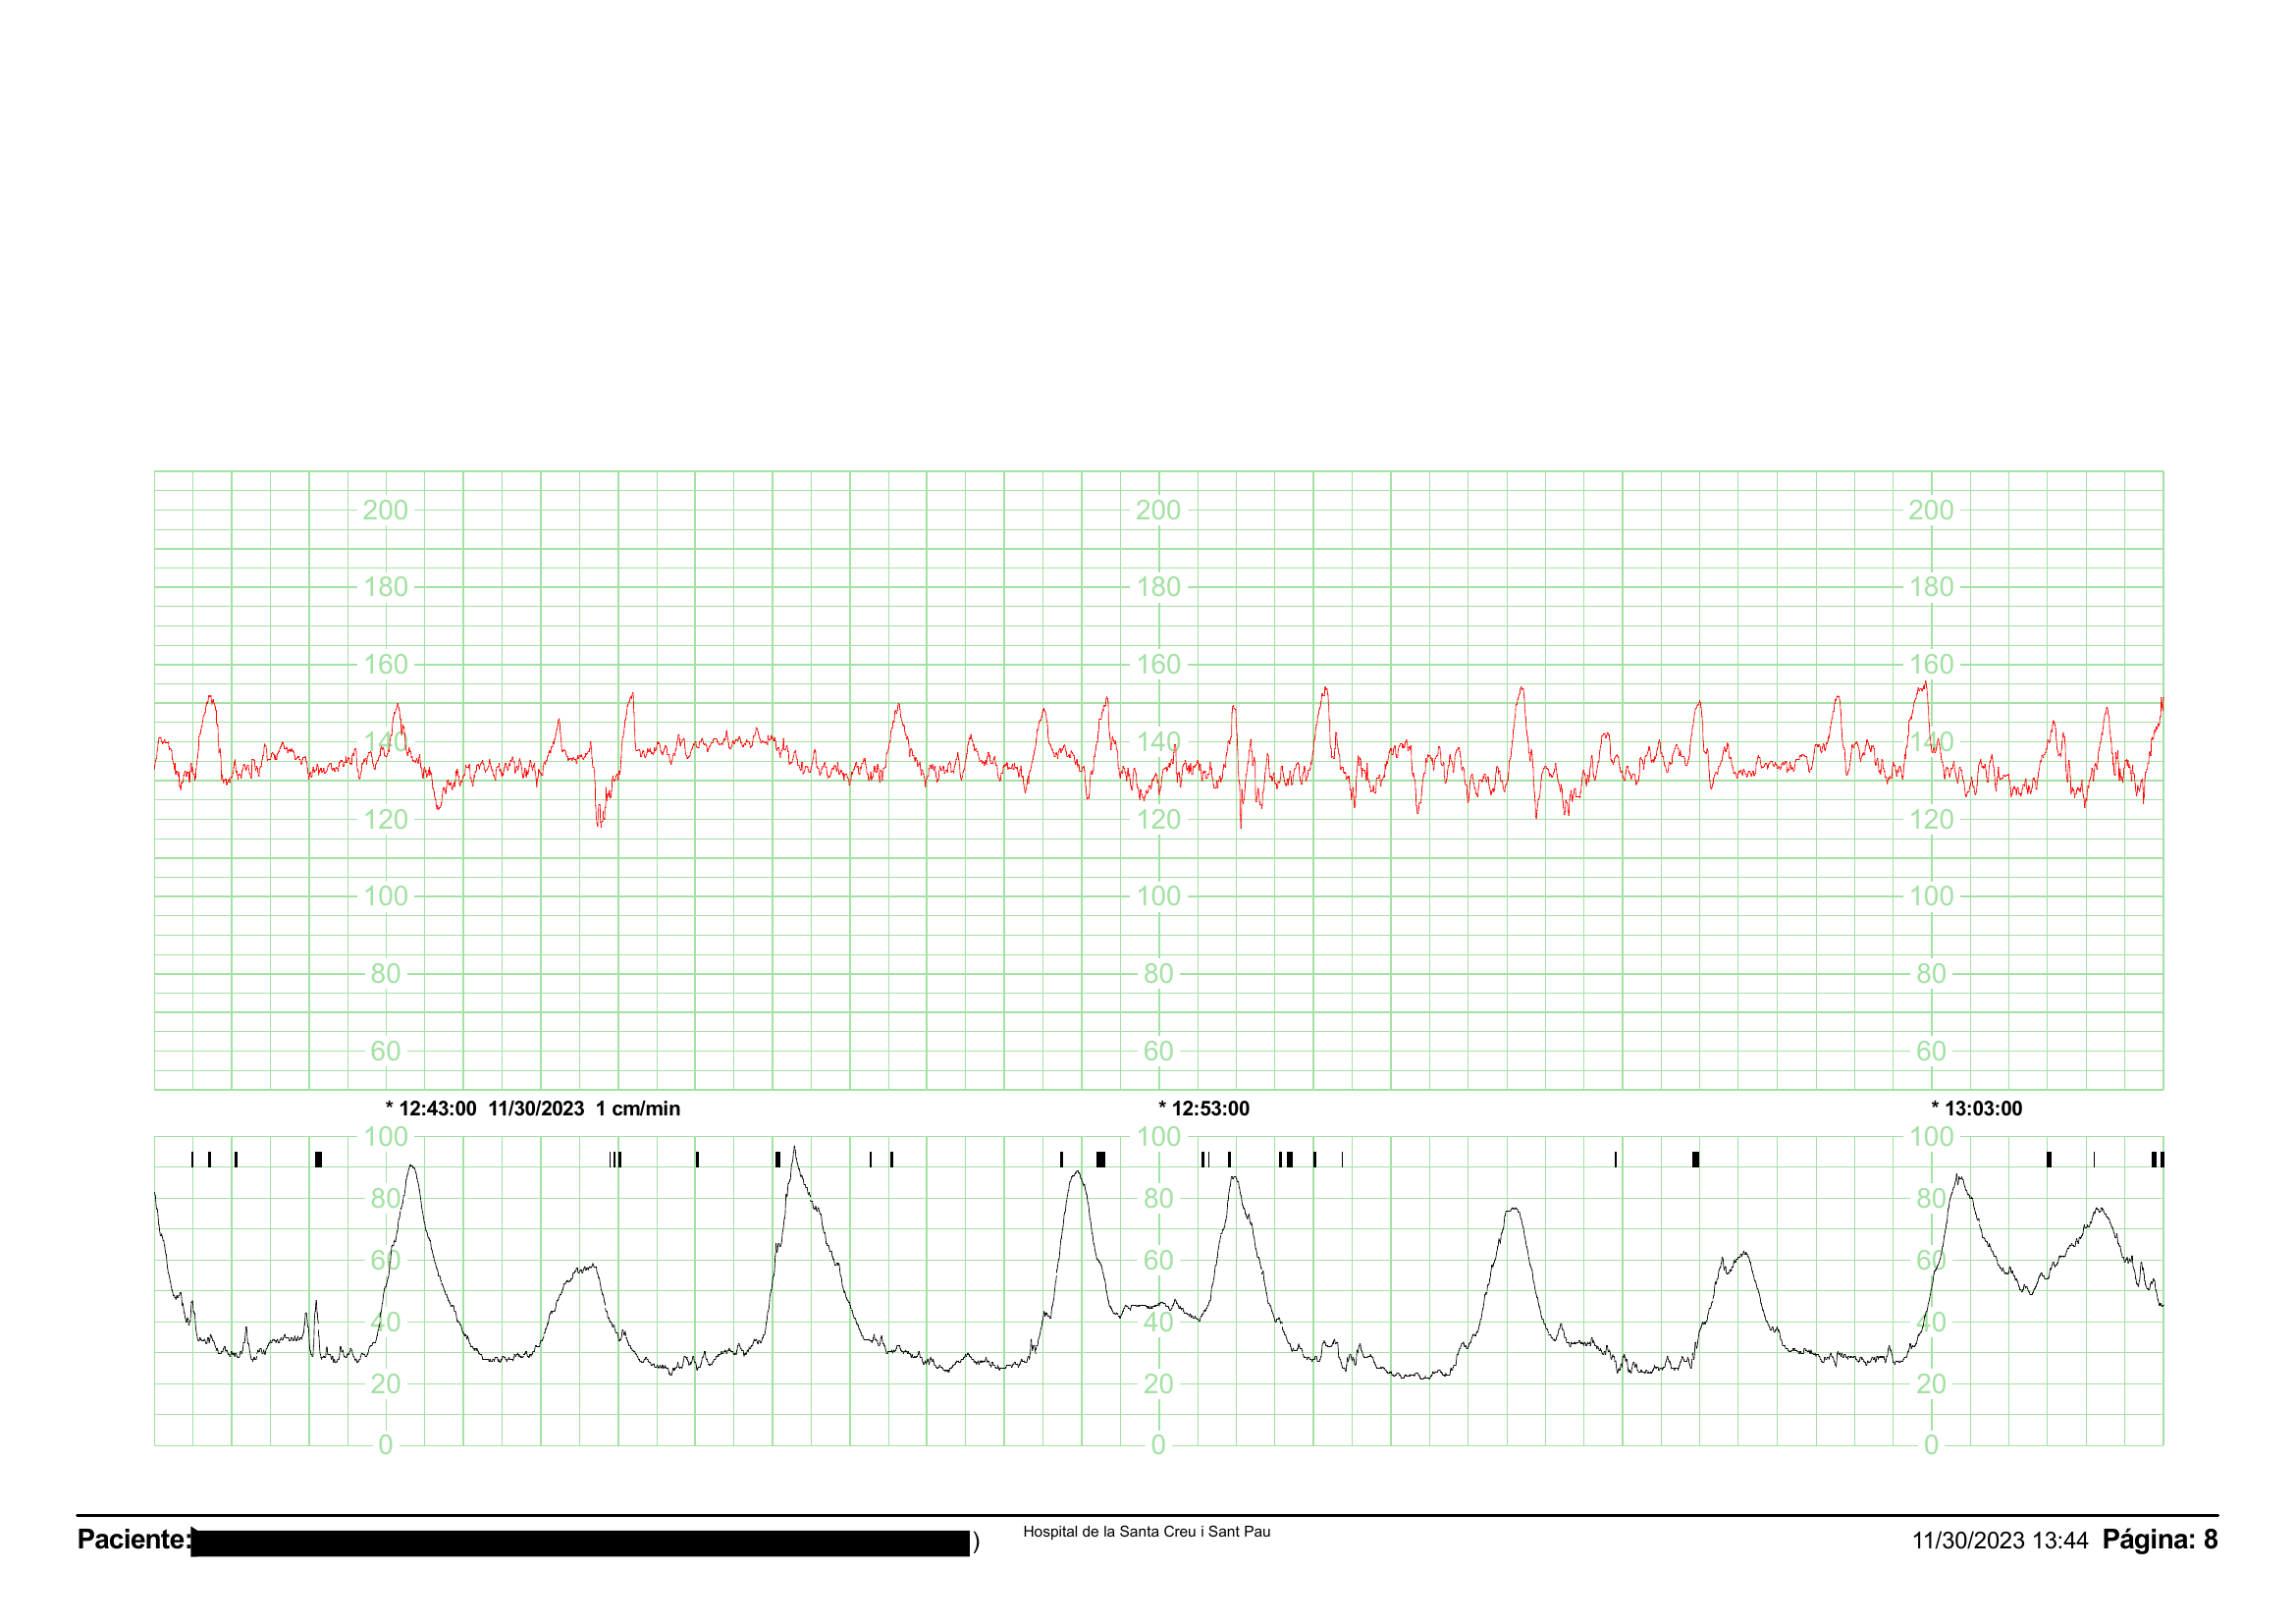 200 200 200
180 180 180
160 160 160
140 140 140
120 120 120
100 100 100
80 80 80
60 60 60
* 12:43:00 11/30/2023 1 cm/min * 12:53:00 * 13:03:00
100 100 100
80 80 80
60 60 60
40 40 40
20 20 20
0 0 0
Paciente: ) Hospital de la Santa Creu i Sant Pau 11/30/2023 13:44 Página: 8